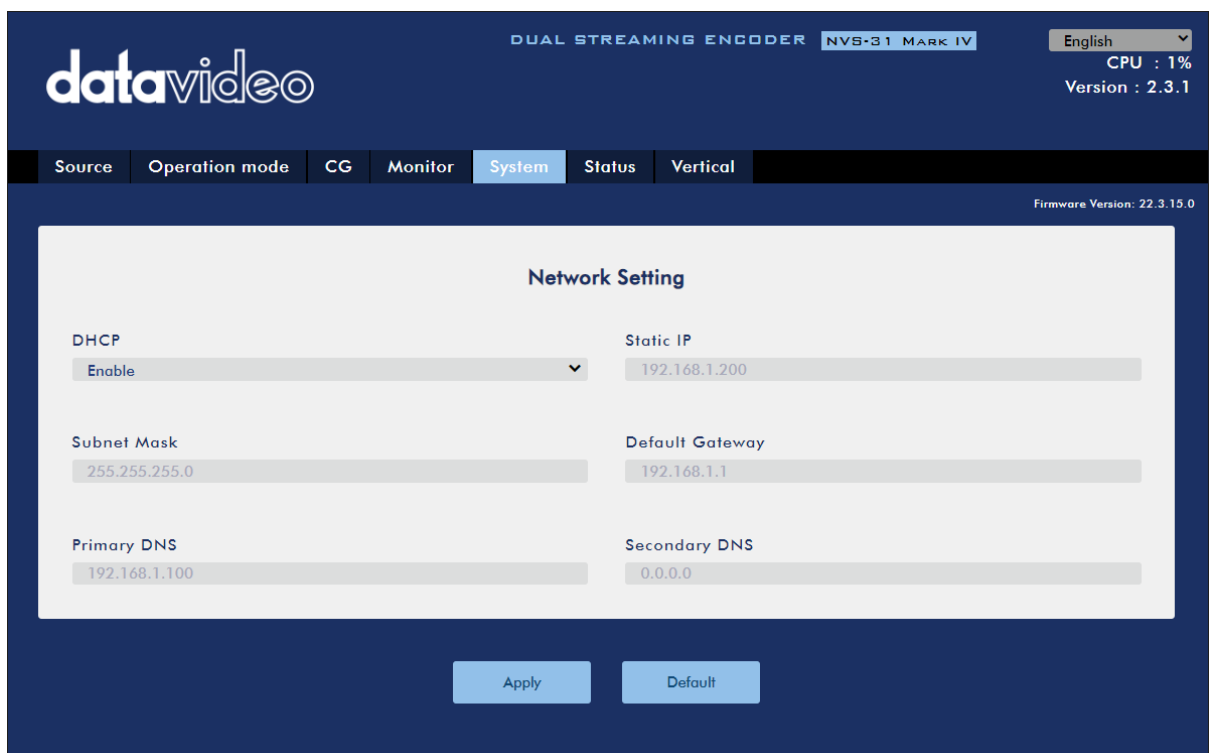 DUAL STREAMING ENCODER NVS-31 MARK IV
English
datavideo
CPU : 1%
Version : 2.3.1
Source Operation mode CG Monitor System Status Vertical
Firmware Version: 22.3.15.0
Network Setting
DHCP Static IP
Enable 192.168.1.200
Subnet Mask Default Gateway
255.255.255.0 192.168.1.1
Primary DNS Secondary DNS
192.168.1.100 0.0.0.0
Apply Default